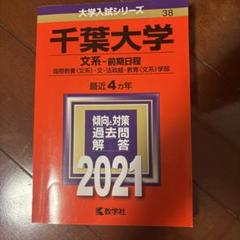 大学入試シリーズ
38
千葉大学
文系-前期日程
国際教養〈文系〉・文・法政経・教育〈文系〉学部
最近4カ年
傾向と対策
過去問
解答
2021
教学社